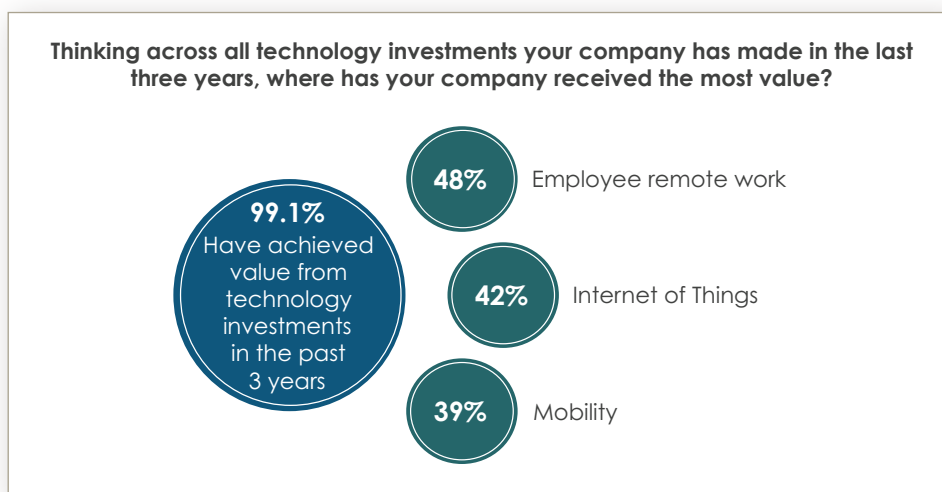 Thinking across all technology investments your company has made in the last
three years, where has your company received the most value?
99.1%
Have achieved
value from
technology
investments
in the past
3 years
48%
Employee remote work
42%
Internet of Things
39%
Mobility